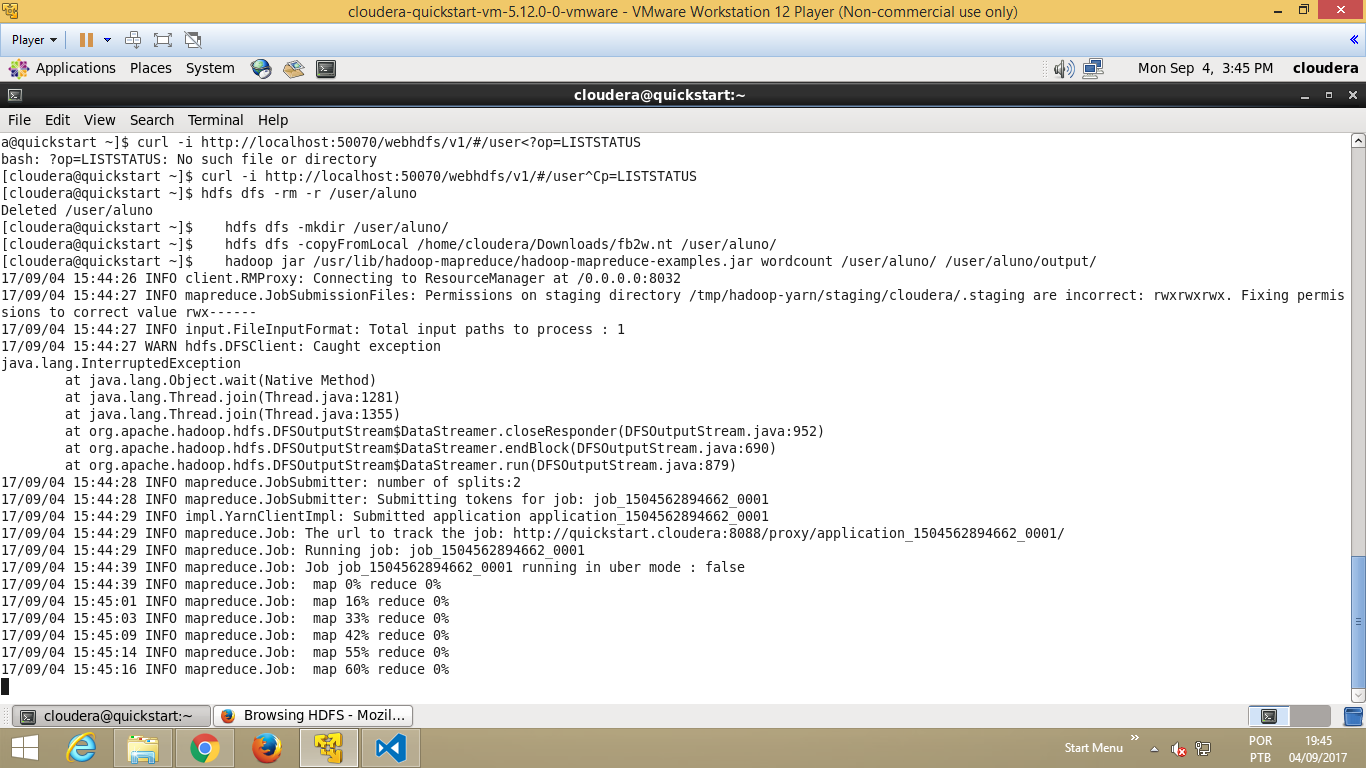 cloudera-quickstart-vm-5.12.0-0-vmware - VMware Workstation 12 Player (Non-commercial use only)
Player
Applications Places System Mon Sep 4, 3:45 PM cloudera
cloudera@quickstart:~
File Edit View Search Terminal Help
a@quickstart ~]$ curl -i http://localhost:50070/webhdfs/v1/#/user<?op=LISTSTATUS
bash: ?op=LISTSTATUS: No such file or directory
[cloudera@quickstart ~]$ curl -i http://localhost:50070/webhdfs/v1/#/user^Cp=LISTSTATUS
[cloudera@quickstart ~]$ hdfs dfs -rm -r /user/aluno
Deleted /user/aluno
[cloudera@quickstart ~]$    hdfs dfs -mkdir /user/aluno/
[cloudera@quickstart ~]$    hdfs dfs -copyFromLocal /home/cloudera/Downloads/fb2w.nt /user/aluno/
[cloudera@quickstart ~]$    hadoop jar /usr/lib/hadoop-mapreduce/hadoop-mapreduce-examples.jar wordcount /user/aluno/ /user/aluno/output/
17/09/04 15:44:26 INFO client.RMProxy: Connecting to ResourceManager at /0.0.0.0:8032
17/09/04 15:44:27 INFO mapreduce.JobSubmissionFiles: Permissions on staging directory /tmp/hadoop-yarn/staging/cloudera/.staging are incorrect: rwxrwxrwx. Fixing permis
sions to correct value rwx------
17/09/04 15:44:27 INFO input.FileInputFormat: Total input paths to process : 1
17/09/04 15:44:27 WARN hdfs.DFSClient: Caught exception
java.lang.InterruptedException
        at java.lang.Object.wait(Native Method)
        at java.lang.Thread.join(Thread.java:1281)
        at java.lang.Thread.join(Thread.java:1355)
        at org.apache.hadoop.hdfs.DFSOutputStream$DataStreamer.closeResponder(DFSOutputStream.java:952)
        at org.apache.hadoop.hdfs.DFSOutputStream$DataStreamer.endBlock(DFSOutputStream.java:690)
        at org.apache.hadoop.hdfs.DFSOutputStream$DataStreamer.run(DFSOutputStream.java:879)
17/09/04 15:44:28 INFO mapreduce.JobSubmitter: number of splits:2
17/09/04 15:44:28 INFO mapreduce.JobSubmitter: Submitting tokens for job: job_1504562894662_0001
17/09/04 15:44:29 INFO impl.YarnClientImpl: Submitted application application_1504562894662_0001
17/09/04 15:44:29 INFO mapreduce.Job: The url to track the job: http://quickstart.cloudera:8088/proxy/application_1504562894662_0001/
17/09/04 15:44:29 INFO mapreduce.Job: Running job: job_1504562894662_0001
17/09/04 15:44:39 INFO mapreduce.Job: Job job_1504562894662_0001 running in uber mode : false
17/09/04 15:44:39 INFO mapreduce.Job:  map 0% reduce 0%
17/09/04 15:45:01 INFO mapreduce.Job:  map 16% reduce 0%
17/09/04 15:45:03 INFO mapreduce.Job:  map 33% reduce 0%
17/09/04 15:45:09 INFO mapreduce.Job:  map 42% reduce 0%
17/09/04 15:45:14 INFO mapreduce.Job:  map 55% reduce 0%
17/09/04 15:45:16 INFO mapreduce.Job:  map 60% reduce 0%
cloudera@quickstart:~ Browsing HDFS - Mozil...
Start Menu POR 19:45
PTB 04/09/2017